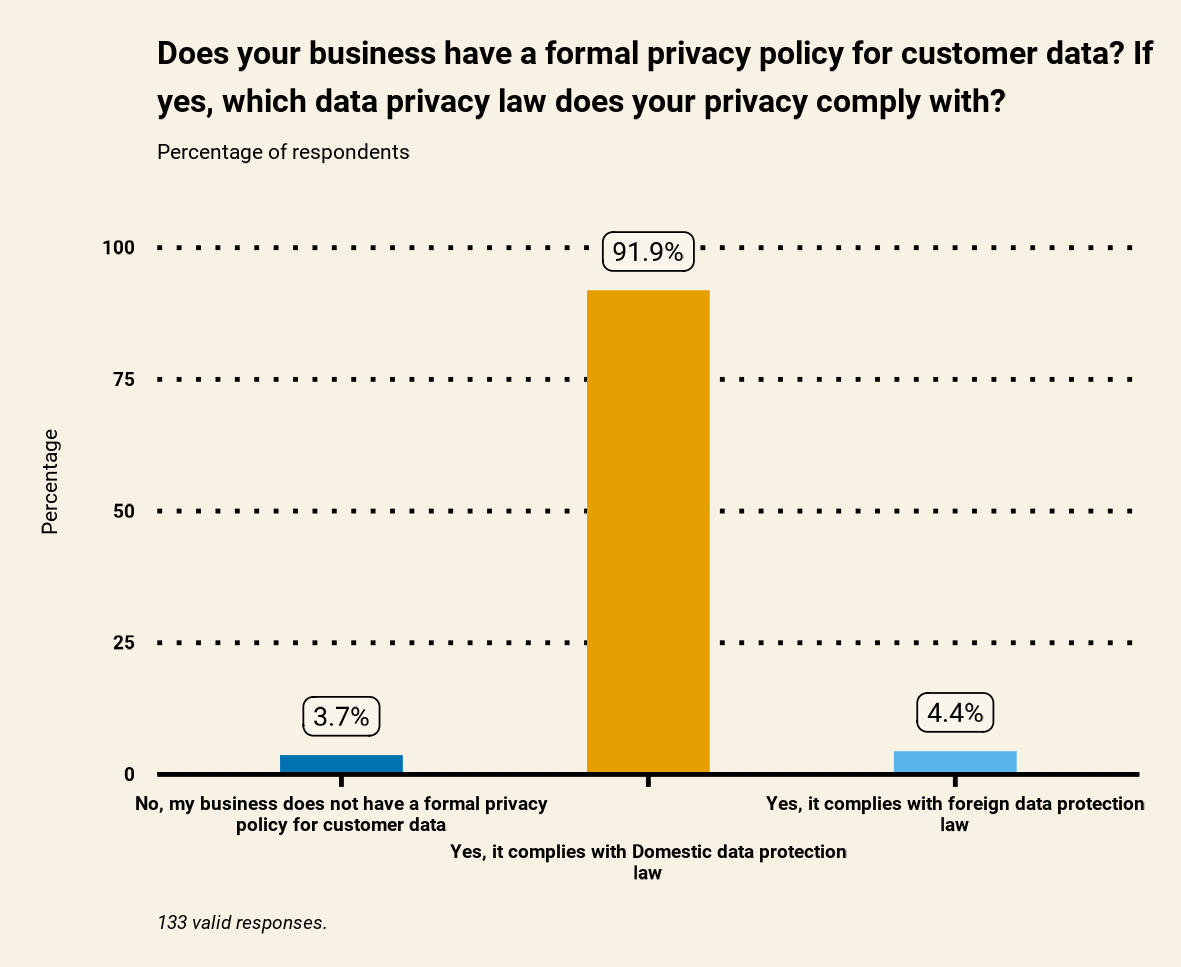 Does your business have a formal privacy policy for customer data? If
yes, which data privacy law does your privacy comply with?
Percentage of respondents
100
91.9%
75
Percentage
50
25
3.7%
4.4%
0
No, my business does not have a formal privacy
policy for customer data
Yes, it complies with foreign data protection
law
Yes, it complies with Domestic data protection
law
133 valid responses.